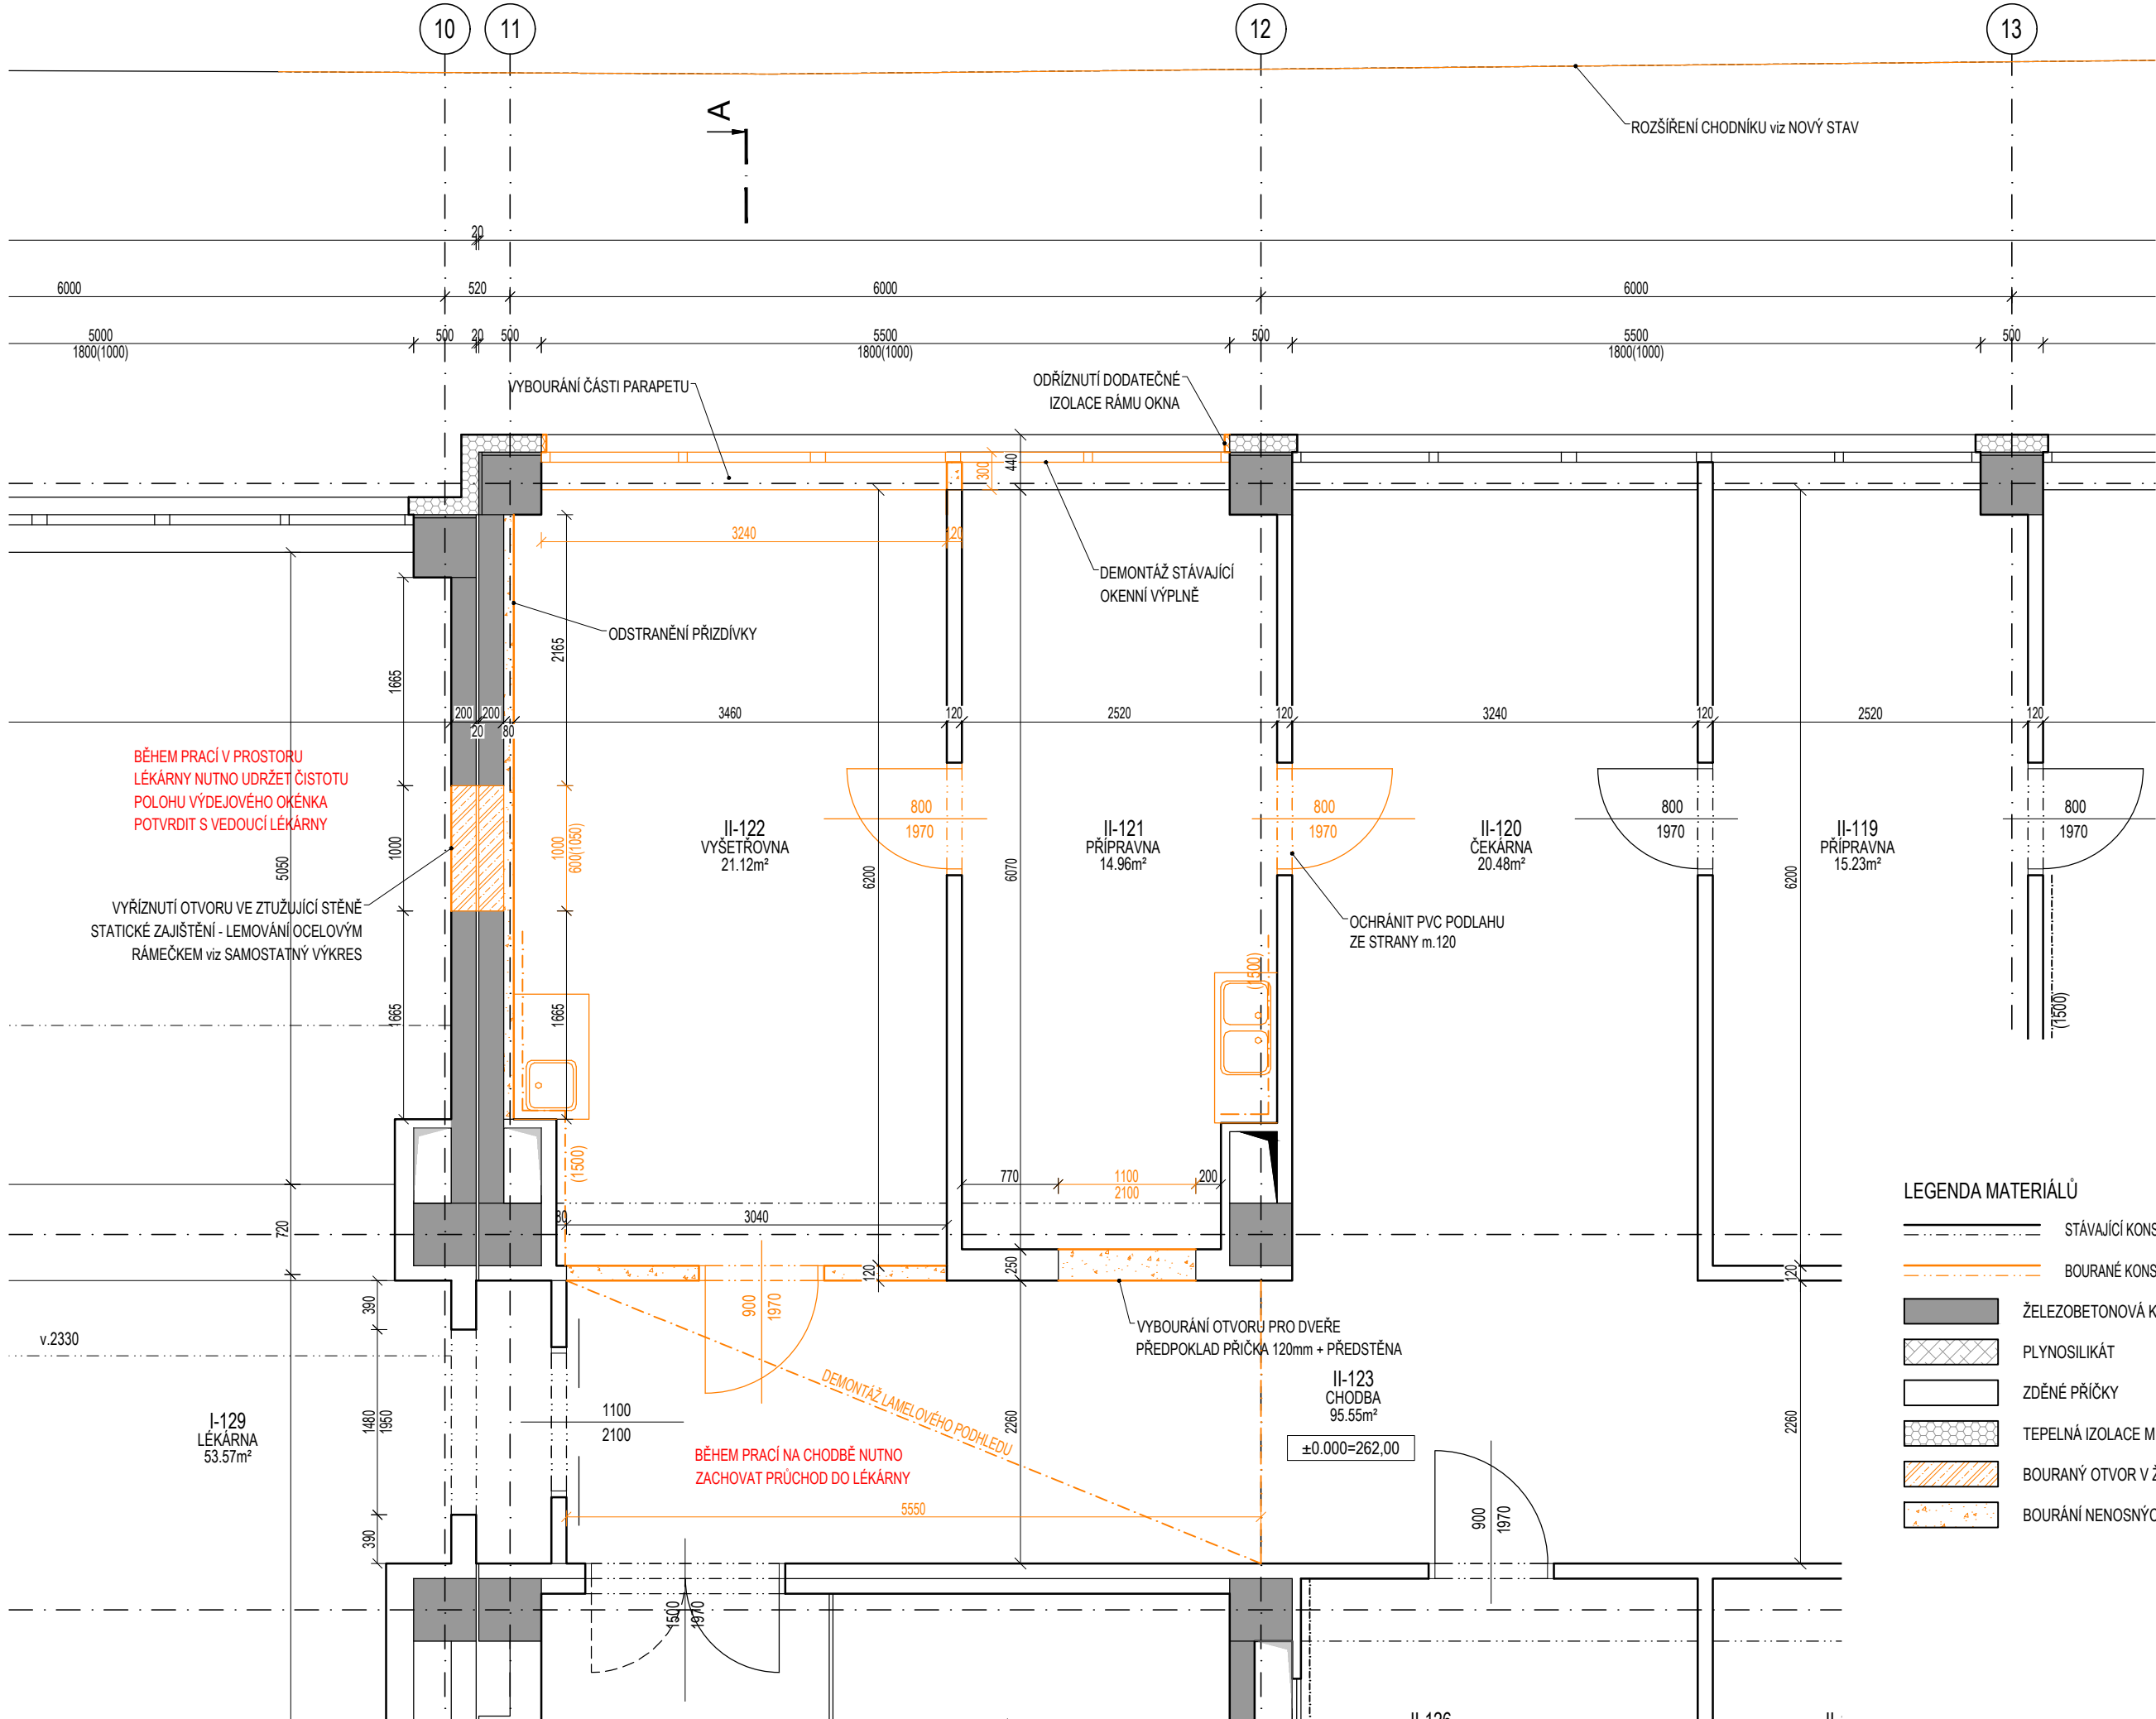 10
11
12
13
A
ROZŠÍŘENÍ CHODNÍKU viz NOVÝ STAV
20
6000
520
6000
6000
5000
1800(1000)
500
20
500
5500
1800(1000)
500
5500
1800(1000)
500
VYBOURÁNÍ ČÁSTI PARAPETU
ODŘÍZNUTÍ DODATEČNÉ
IZOLACE RÁMU OKNA
440
300
3240
120
DEMONTÁŽ STÁVAJÍCÍ
OKENNÍ VÝPLNĚ
ODSTRANĚNÍ PŘIZDÍVKY
2165
1665
200
20
200
80
3460
120
2520
120
3240
120
2520
120
BĚHEM PRACÍ V PROSTORU
LÉKÁRNY NUTNO UDRŽET ČISTOTU
POLOHU VÝDEJOVÉHO OKÉNKA
POTVRDIT S VEDOUCÍ LÉKÁRNY
1000
1000
600(1050)
5050
6200
6070
6200
II-122
VYŠETŘOVNA
21.12m²
800
1970
II-121
PŘÍPRAVNA
14.96m²
800
1970
II-120
ČEKÁRNA
20.48m²
800
1970
II-119
PŘÍPRAVNA
15.23m²
800
1970
VYŘÍZNUTÍ OTVORU VE ZTUŽUJÍCÍ STĚNĚ
STATICKÉ ZAJIŠTĚNÍ - LEMOVÁNÍ OCELOVÝM
RÁMEČKEM viz SAMOSTATNÝ VÝKRES
OCHRÁNIT PVC PODLAHU
ZE STRANY m.120
1665
1665
(1500)
(1500)
(1500)
770
1100
2100
200
720
80
3040
120
250
120
LEGENDA MATERIÁLŮ
STÁVAJÍCÍ KONS
BOURANÉ KONS
ŽELEZOBETONOVÁ K
PLYNOSILIKÁT
ZDĚNÉ PŘÍČKY
TEPELNÁ IZOLACE M
BOURANÝ OTVOR V Ž
BOURÁNÍ NENOSNÝC
390
900
1970
VYBOURÁNÍ OTVORU PRO DVEŘE
PŘEDPOKLAD PŘIČKA 120mm + PŘEDSTĚNA
v.2330
DEMONTÁŽ LAMELOVÉHO PODHLEDU
II-123
CHODBA
95.55m²
±0.000=262,00
I-129
LÉKÁRNA
53.57m²
1480
1950
1100
2100
2260
2260
BĚHEM PRACÍ NA CHODBĚ NUTNO
ZACHOVAT PRŮCHOD DO LÉKÁRNY
5550
390
900
1970
1500
1970